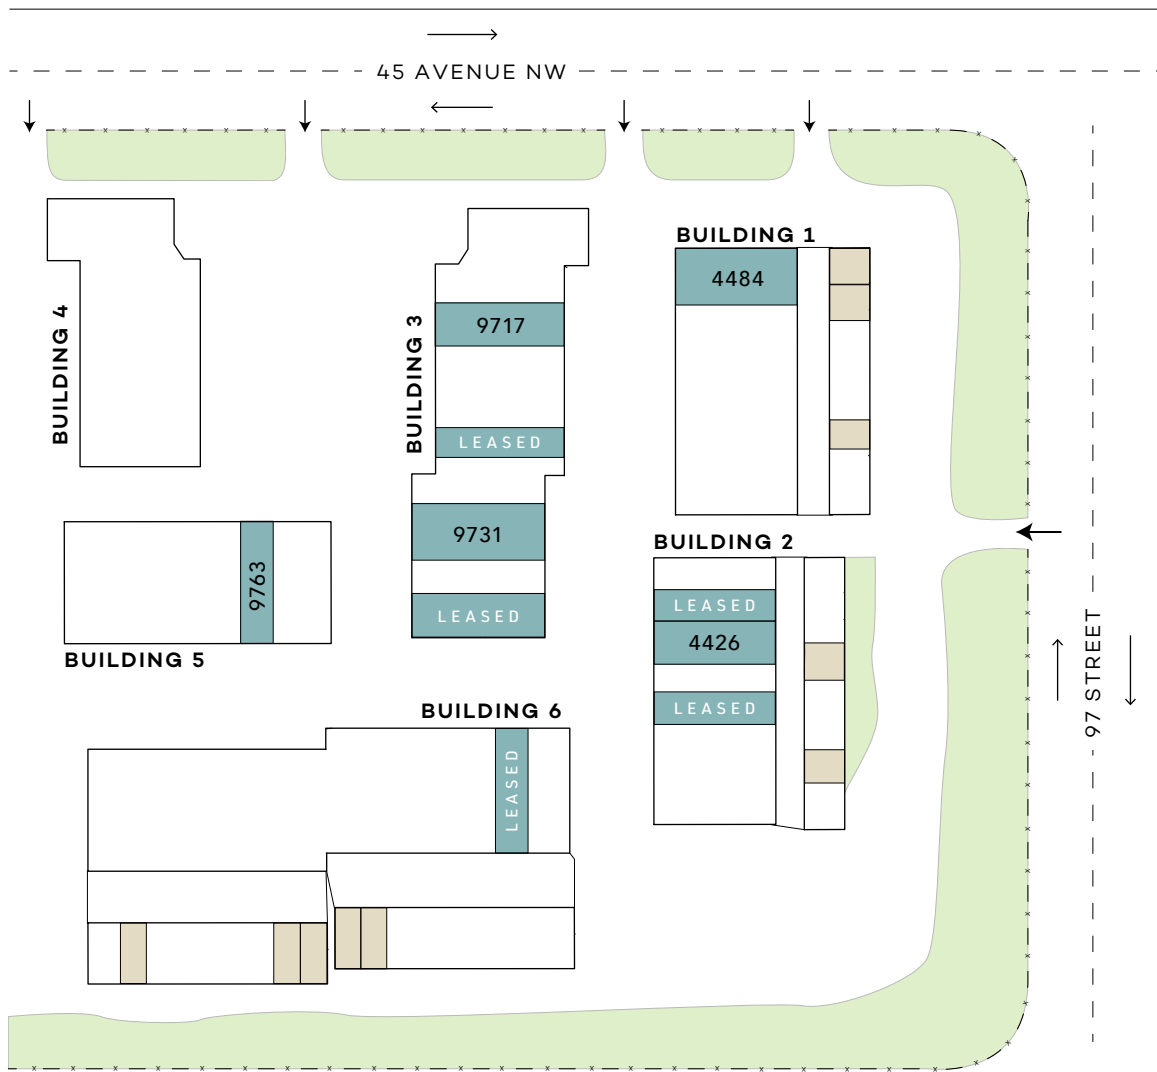 45 AVENUE NW
BUILDING 1
4484
BUILDING 3
9717
LEASED
9731
LEASED
BUILDING 4
BUILDING 2
LEASED
4426
LEASED
9763
BUILDING 5
97 STREET
BUILDING 6
LEASED